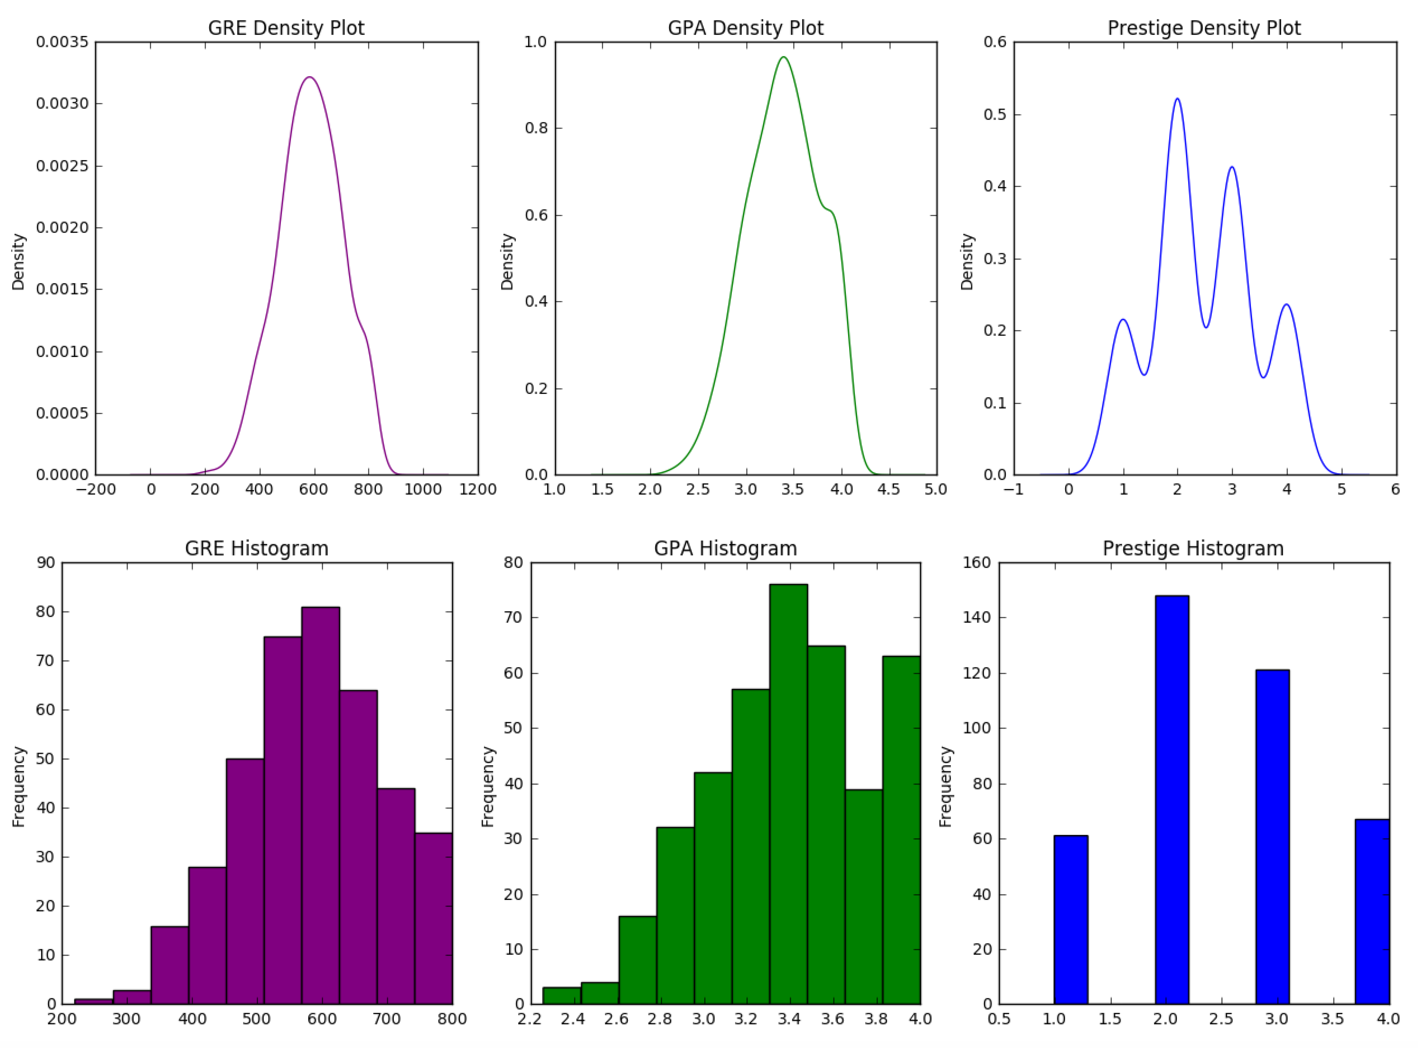 GRE Density Plot
0.0035
0.0030
0.0025
0.0020
0.0015
0.0010
0.0005
0.0000
Density
−200 0 200 400 600 800 1000 1200
GPA Density Plot
1.0
0.8
0.6
0.4
0.2
0.0
Density
1.0 1.5 2.0 2.5 3.0 3.5 4.0 4.5 5.0
Prestige Density Plot
0.6
0.5
0.4
0.3
0.2
0.1
0.0
Density
−1 0 1 2 3 4 5 6
GRE Histogram
90
80
70
60
50
40
30
20
10
0
Frequency
200 300 400 500 600 700 800
GPA Histogram
80
70
60
50
40
30
20
10
0
Frequency
2.2 2.4 2.6 2.8 3.0 3.2 3.4 3.6 3.8 4.0
Prestige Histogram
160
140
120
100
80
60
40
20
0
Frequency
0.5 1.0 1.5 2.0 2.5 3.0 3.5 4.0